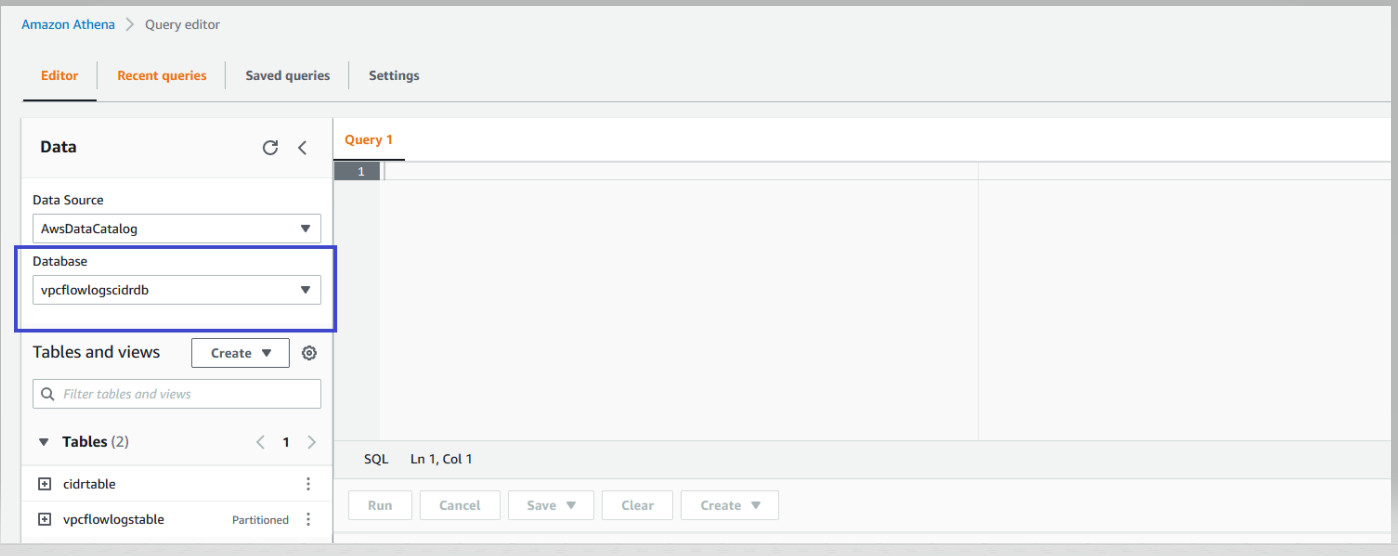 Amazon Athena > Query editor
Editor
Recent queries
Saved queries
Settings
Data
Data Source
AwsDataCatalog
Database
vpcflowlogscidrdb
Tables and views
Create
Filter tables and views
Tables (2)
1
cidrtable
vpcflowlogstable Partitioned
Query 1
1
SQL Ln 1, Col 1
Run Cancel Save Clear Create